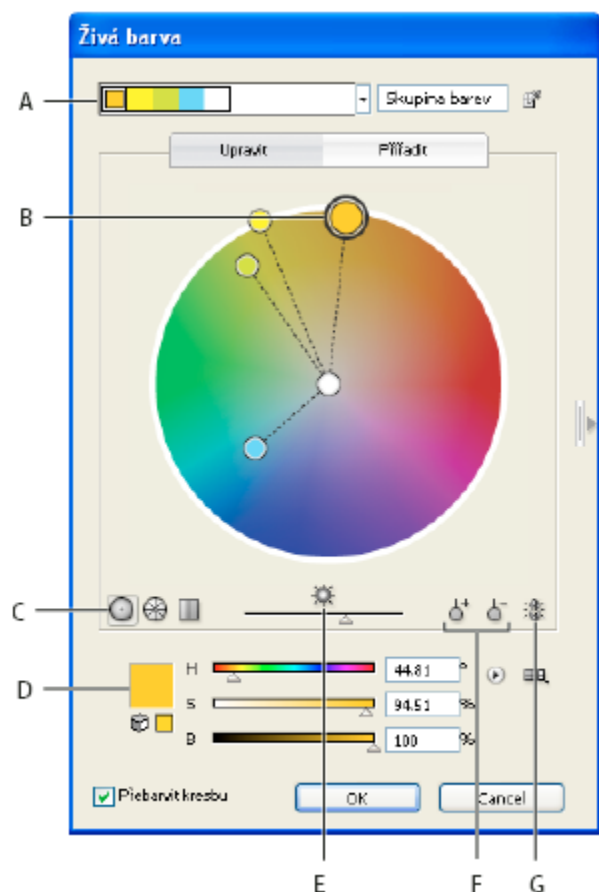 Živá barva
A
Skupina barev
Upravit
Přiřadit
B
C
D
H
44.81
°
S
94.51
%
B
100
%
Přebarvit kresbu
OK
Cancel
E
F
G